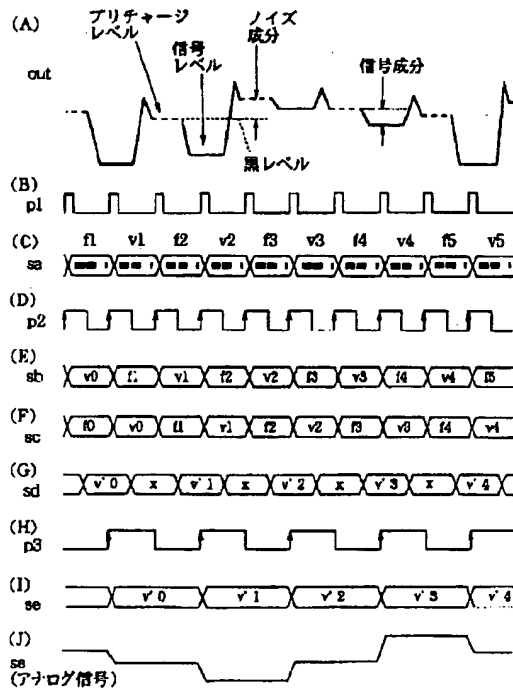 (A)
out
プリチャージ
レベル
信号
レベル
ノイズ
成分
信号成分
黒レベル
(B)
p1
(C)
sa
f1 v1 f2 v2 f3 v3 f4 v4 f5 v5
(D)
p2
(E)
sb
v0 f1 v1 f2 v2 f3 v3 f4 v4 f5
(F)
sc
f0 v0 f1 v1 f2 v2 f3 v3 f4 v4
(G)
sd
v'0 x v'1 x v'2 x v'3 x v'4
(H)
p3
(I)
se
v'0 v'1 v'2 v'3 v'4
(J)
se
(アナログ信号)